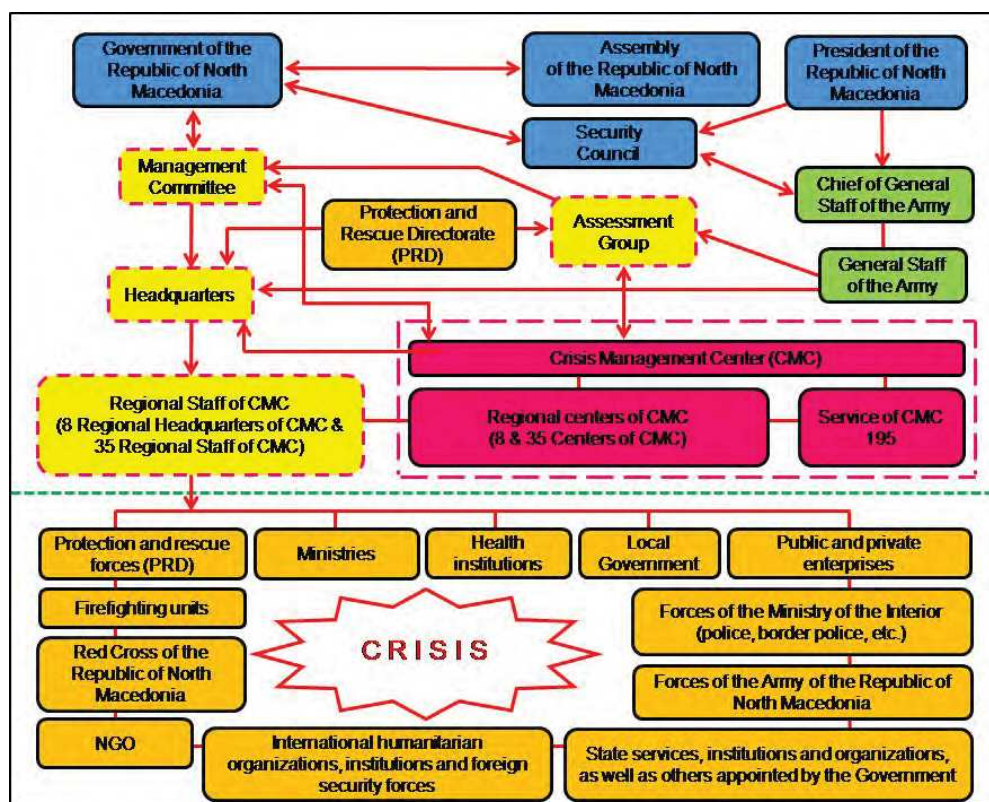 Government of the
Republic of North
Macedonia
Assembly
of the Republic of North
Macedonia
President of the
Republic of North
Macedonia
Security
Council
Management
Committee
Chief of General
Staff of the Army
Protection and
Rescue Directorate
(PRD)
Assessment
Group
General Staff
of the Army
Headquarters
Crisis Management Center (CMC)
Regional Staff of CMC
(8 Regional Headquarters of CMC &
35 Regional Staff of CMC)
Regional centers of CMC
(8 & 35 Centers of CMC)
Service of CMC
195
Protection and rescue
forces (PRD)
Ministries
Health
institutions
Local
Government
Public and private
enterprises
Firefighting units
Forces of the Ministry of the Interior
(police, border police, etc.)
CRISIS
Red Cross of the
Republic of North
Macedonia
Forces of the Army of the Republic of
North Macedonia
NGO
International humanitarian
organizations, institutions and foreign
security forces
State services, institutions and organizations,
as well as others appointed by the Government